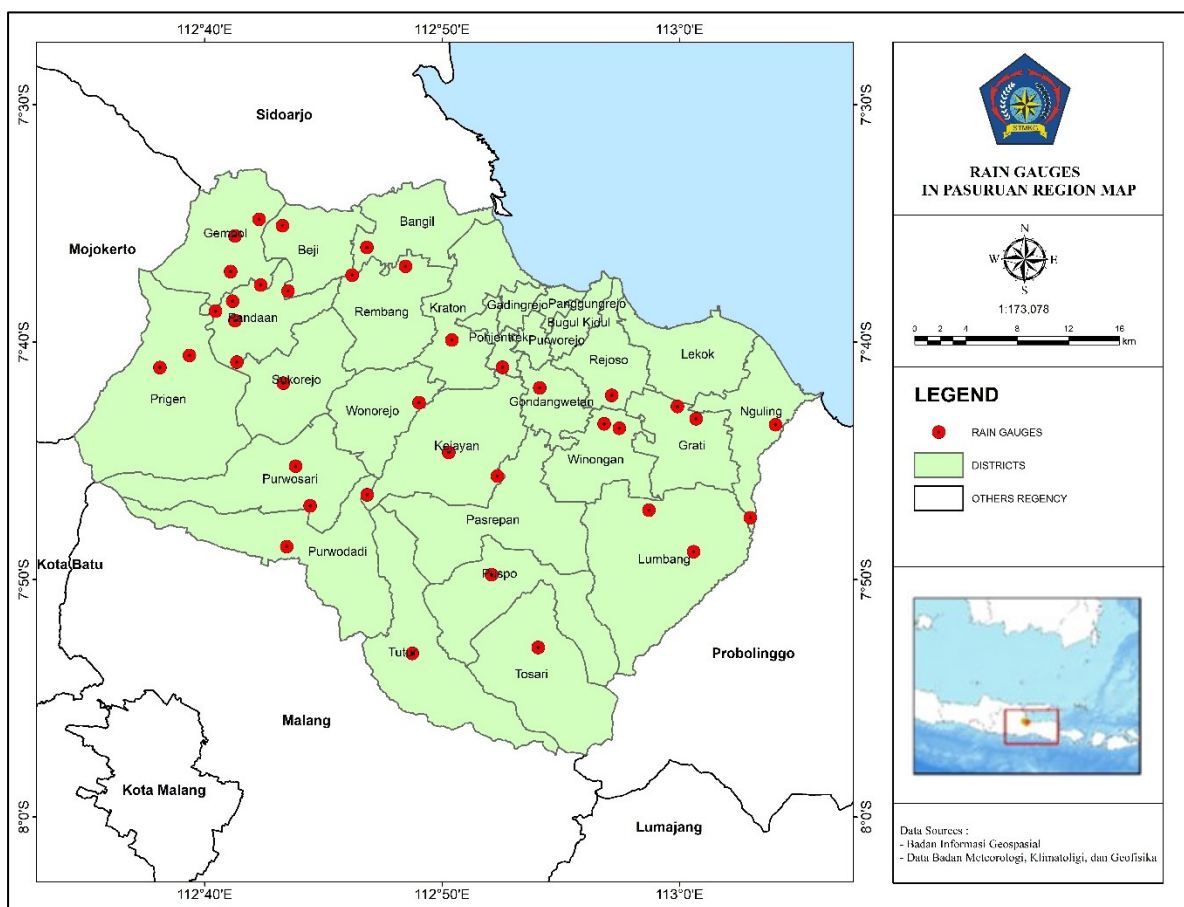 112°40'E
112°50'E
113°0'E
7°30'S
7°30'S
Sidoarjo
Mojokerto
Gempol
Beji
Bangil
Pandaan
Rembang
Kraton
Gadingrejo
Panggungrejo
Bugul Kidul
Pohjentrek
Purworejo
7°40'S
7°40'S
Rejoso
Lekok
Prigen
Sukorejo
Wonorejo
Gondangwetan
Nguling
Kejayan
Winongan
Grati
Purwosari
Pasrepan
Purwodadi
Lumbang
Kota Batu
Puspo
7°50'S
7°50'S
Tutur
Tosari
Probolinggo
Malang
Kota Malang
Lumajang
8°0'S
8°0'S
112°40'E
112°50'E
113°0'E
STMKG
RAIN GAUGES
IN PASURUAN REGION MAP
N
W
E
S
1:173,078
0 2 4 8 12 16
km
LEGEND
RAIN GAUGES
DISTRICTS
OTHERS REGENCY
Data Sources :
- Badan Informasi Geospasial
- Data Badan Meteorologi, Klimatoligi, dan Geofisika